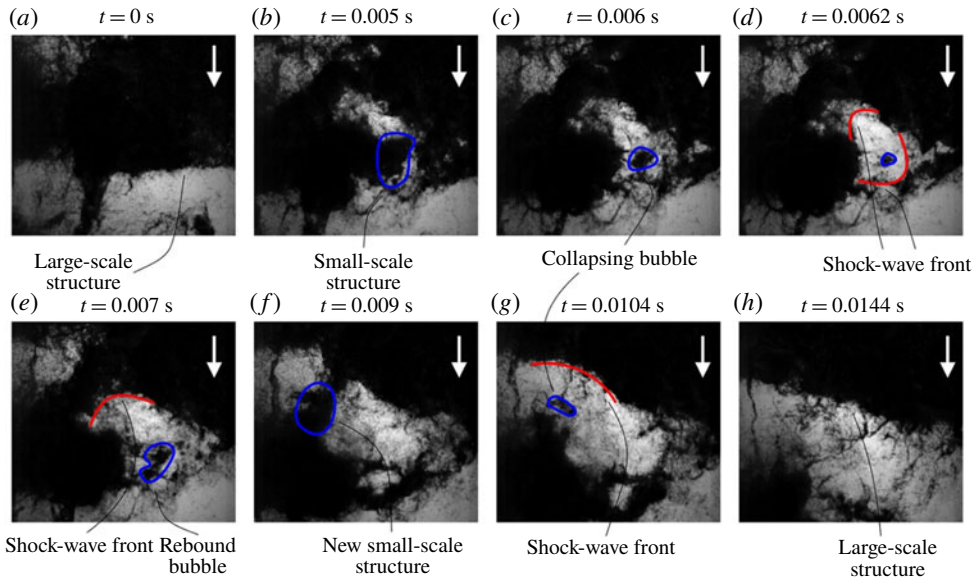 (a) t = 0 s
(b) t = 0.005 s
(c) t = 0.006 s
(d) t = 0.0062 s
Large-scale
structure
Small-scale
structure
Collapsing bubble
Shock-wave front
(e) t = 0.007 s
(f) t = 0.009 s
(g) t = 0.0104 s
(h) t = 0.0144 s
Shock-wave front
Rebound
bubble
New small-scale
structure
Shock-wave front
Large-scale
structure